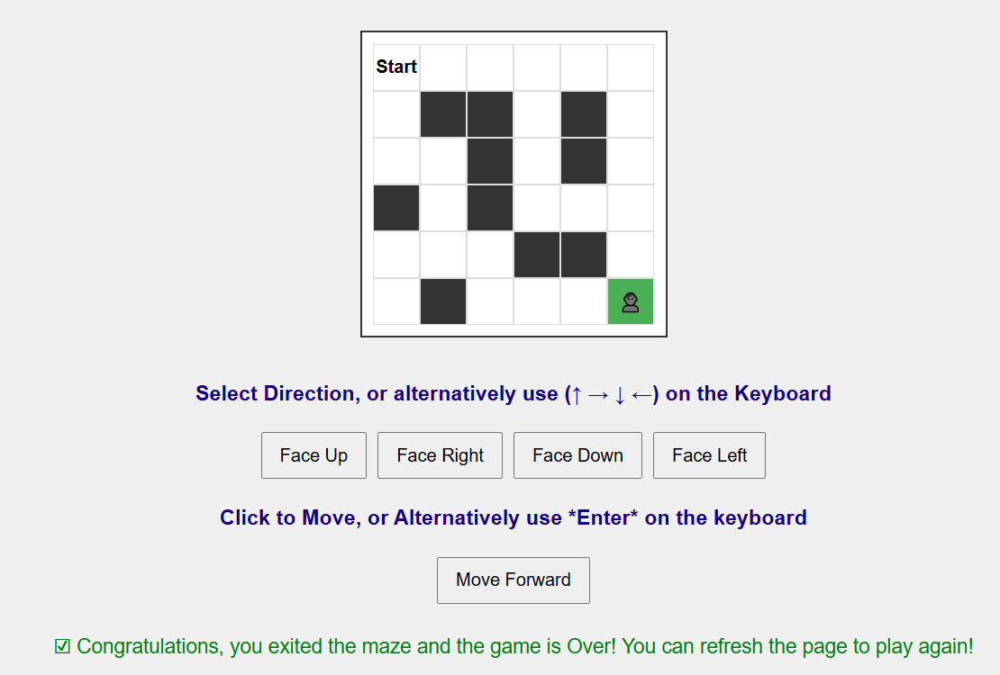 Start
Select Direction, or alternatively use (↑ → ↓ ←) on the Keyboard
Face Up Face Right Face Down Face Left
Click to Move, or Alternatively use *Enter* on the keyboard
Move Forward
☑ Congratulations, you exited the maze and the game is Over! You can refresh the page to play again!